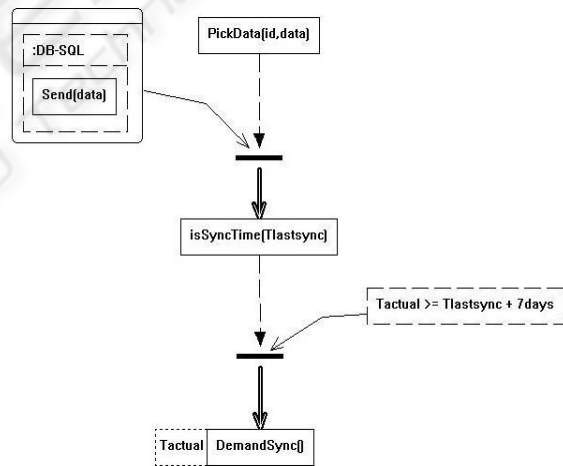 PickData(id,data)
:DB-SQL
Send(data)
isSyncTime(Tlastsync)
Tactual >= Tlastsync + 7days
Tactual DemandSync()